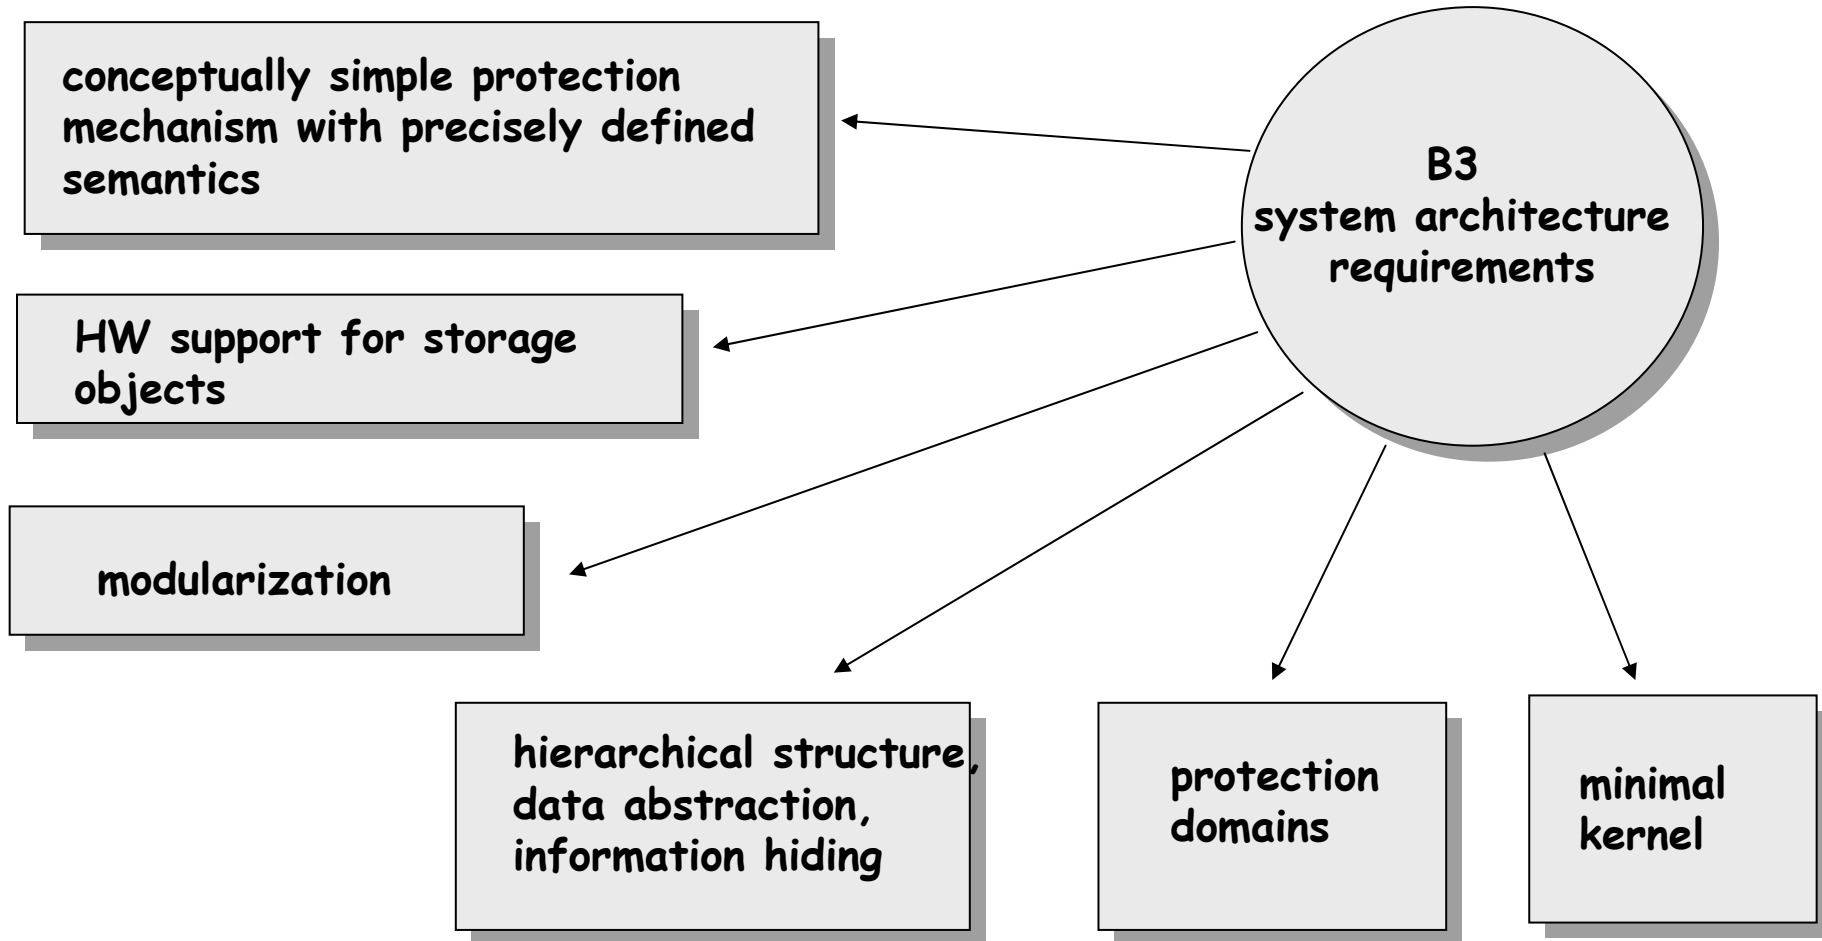 conceptually simple protection
mechanism with precisely defined
semantics
B3
system architecture
requirements
HW support for storage
objects
modularization
hierarchical structure,
data abstraction,
information hiding
protection
domains
minimal
kernel